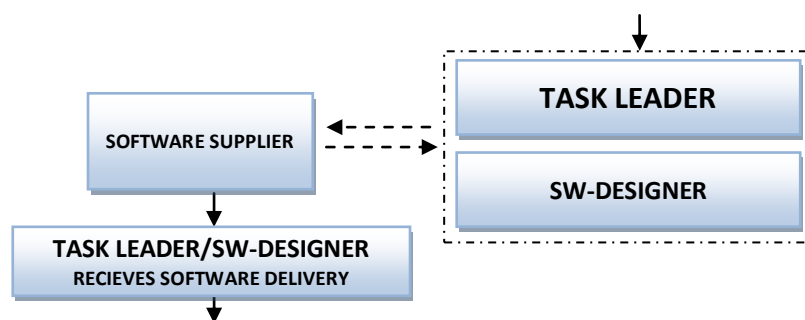 TASK LEADER
SOFTWARE SUPPLIER
SW-DESIGNER
TASK LEADER/SW-DESIGNER
RECIEVES SOFTWARE DELIVERY